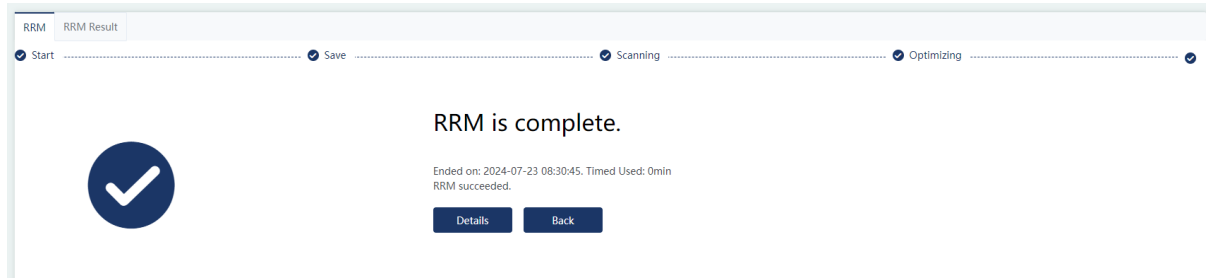 RRM RRM Result
Start Save Scanning Optimizing
RRM is complete.
Ended on: 2024-07-23 08:30:45. Timed Used: 0min
RRM succeeded.
Details Back